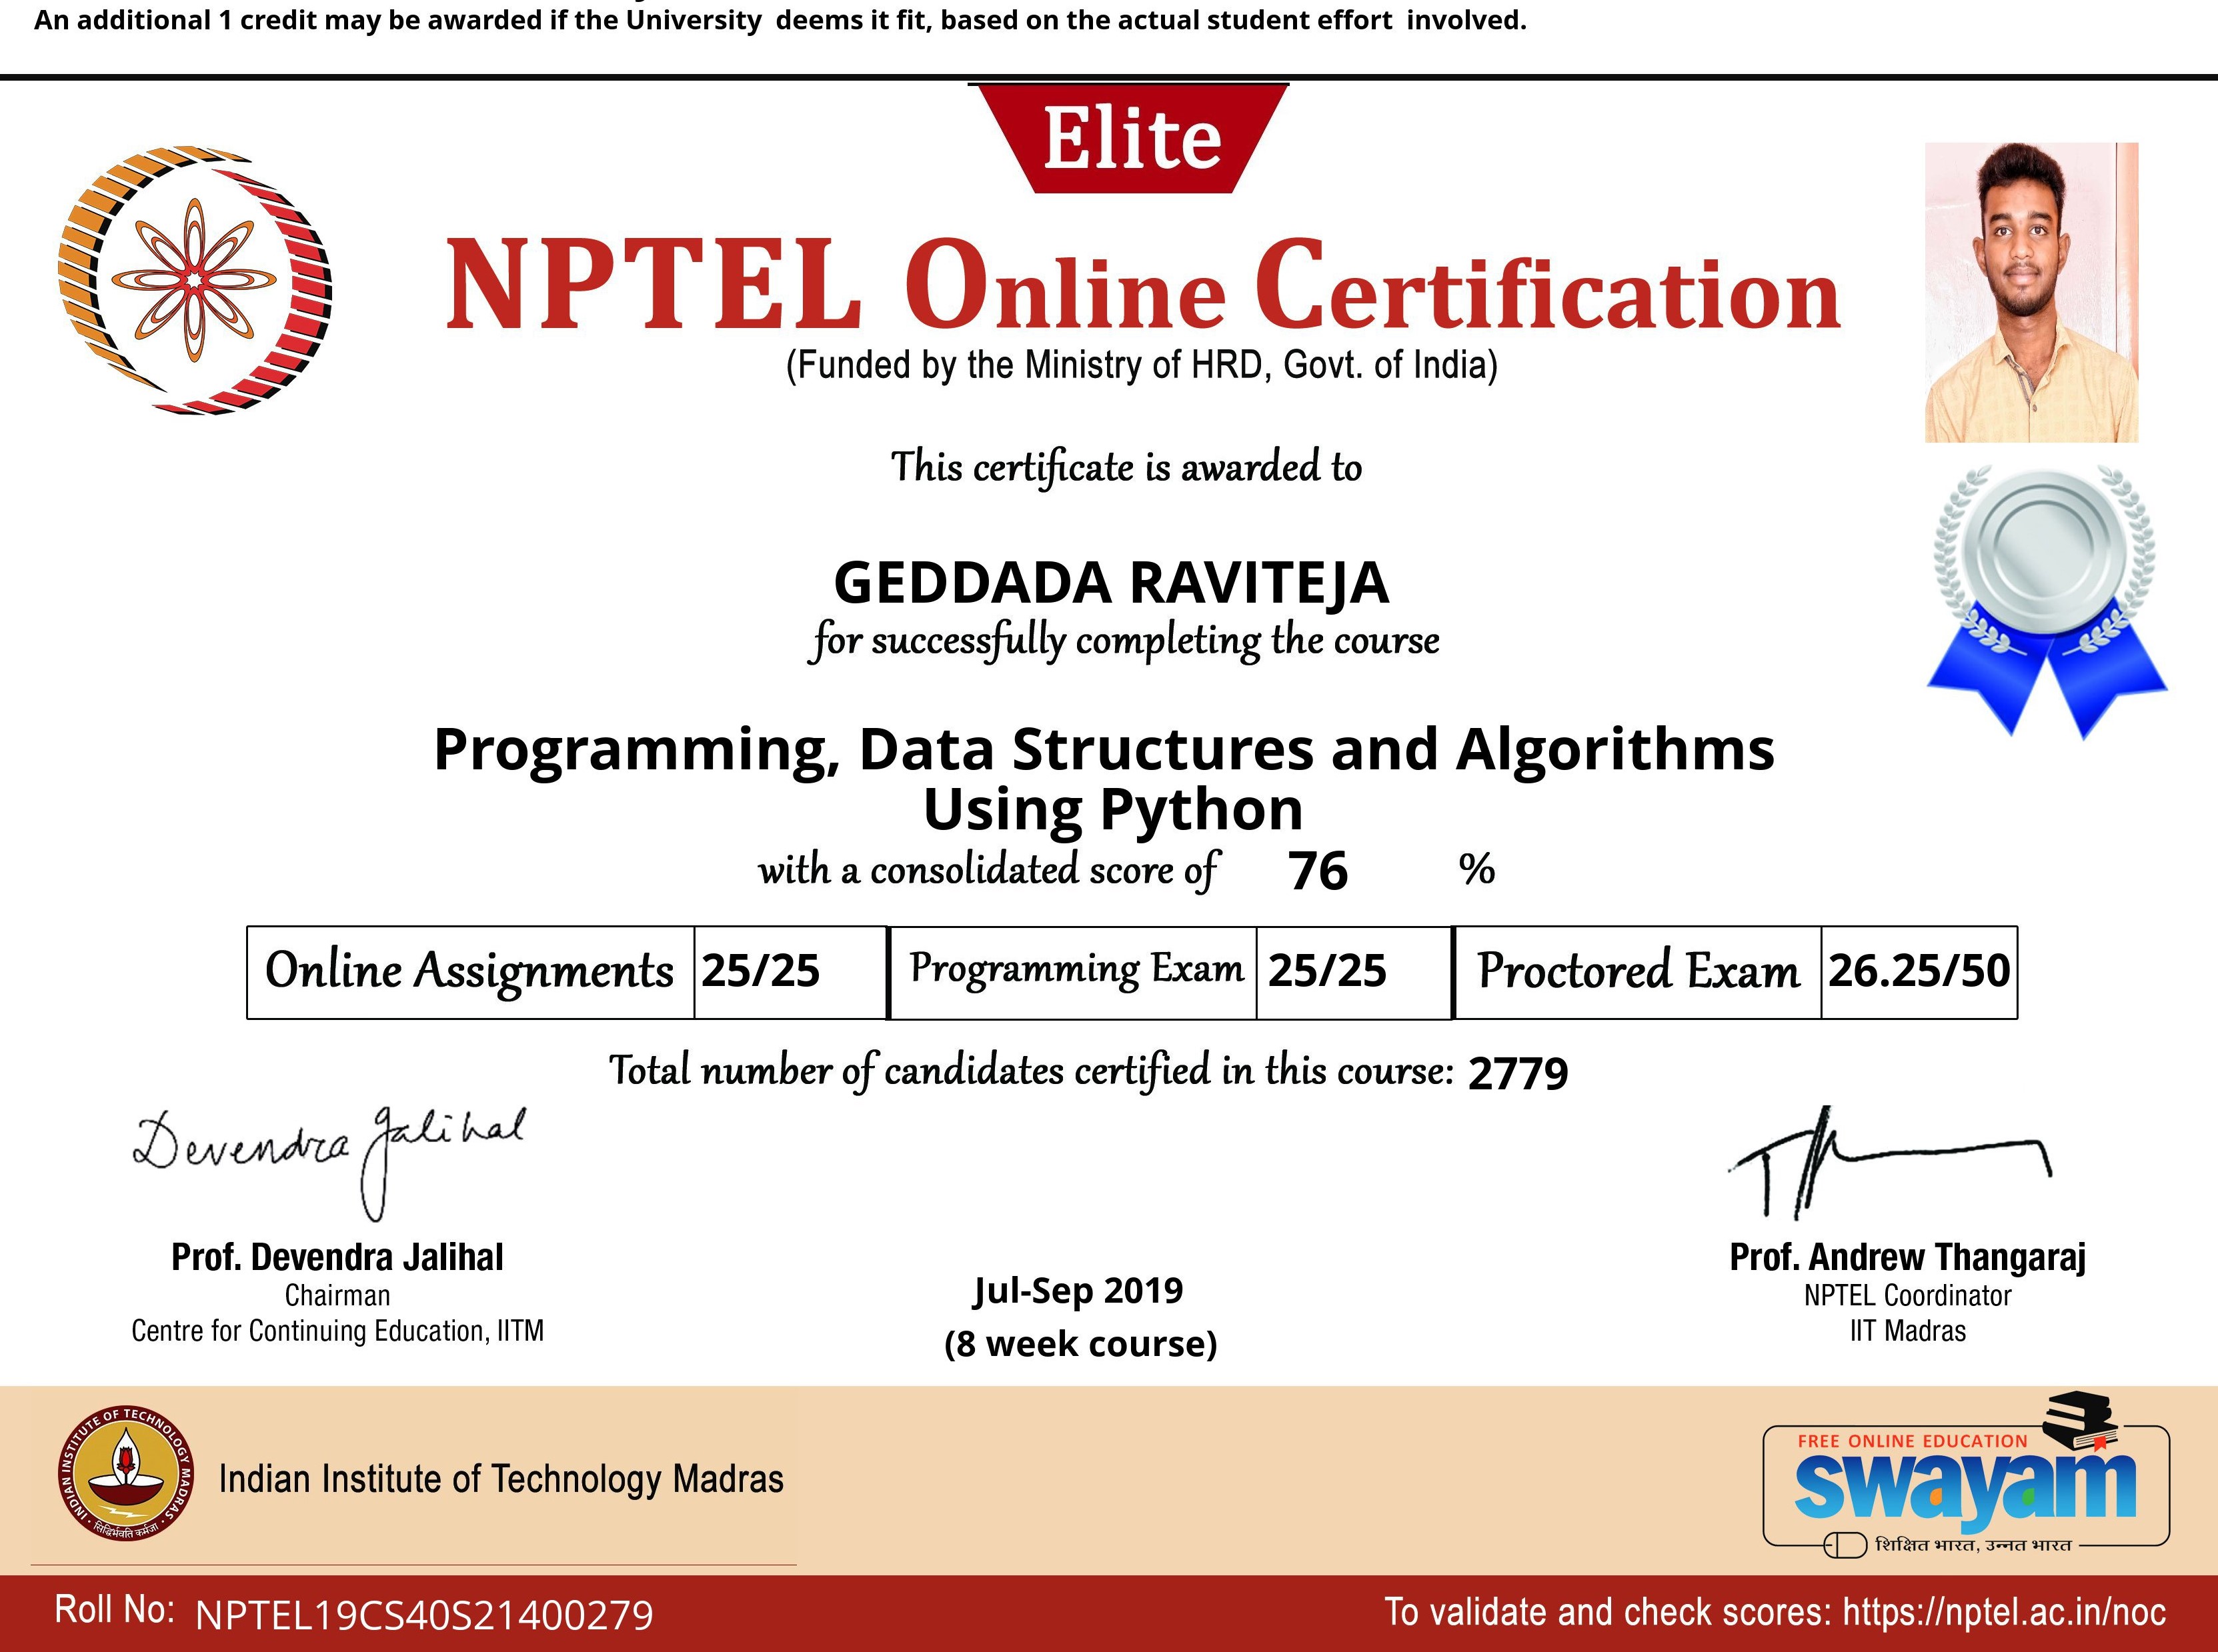 An additional 1 credit may be awarded if the University  deems it fit, based on the actual student effort  involved.
Elite
NPTEL Online Certification
(Funded by the Ministry of HRD, Govt. of India)
This certificate is awarded to
GEDDADA RAVITEJA
for successfully completing the course
Programming, Data Structures and Algorithms
Using Python
with a consolidated score of 76 %
Online Assignments 25/25 Programming Exam 25/25 Proctored Exam 26.25/50
Total number of candidates certified in this course: 2779
Devendra Jalihal
Prof. Devendra Jalihal
Chairman
Centre for Continuing Education, IITM
Jul-Sep 2019
(8 week course)
Prof. Andrew Thangaraj
NPTEL Coordinator
IIT Madras
INDIAN INSTITUTE OF TECHNOLOGY MADRAS
सिद्धिर्भवति कर्मजा
Indian Institute of Technology Madras
FREE ONLINE EDUCATION
swayam
शिक्षित भारत, उन्नत भारत
Roll No: NPTEL19CS40S21400279
To validate and check scores: https://nptel.ac.in/noc